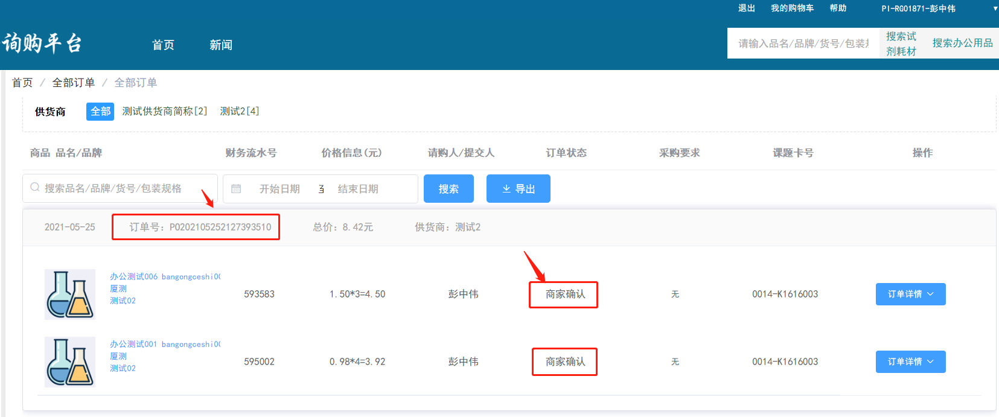 退出 我的购物车 帮助 PI-RG01871-彭中伟 ▼
询购平台 首页 新闻 请输入品名/品牌/货号/包装规 搜索试剂耗材 搜索办公用品
首页 / 全部订单 / 全部订单
供货商 全部 测试供货商简称[2] 测试2[4]
商品 品名/品牌 财务流水号 价格信息(元) 请购人/提交人 订单状态 采购要求 课题卡号 操作
搜索品名/品牌/货号/包装规格 开始日期 至 结束日期 搜索 导出
2021-05-25 订单号：PO202105252127393510 总价：8.42元 供货商：测试2
办公测试006 bangongceshi00
厦测
测试02
593583 1.50*3=4.50 彭中伟 商家确认 无 0014-K1616003 订单详情
办公测试001 bangongceshi00
厦测
测试02
595002 0.98*4=3.92 彭中伟 商家确认 无 0014-K1616003 订单详情